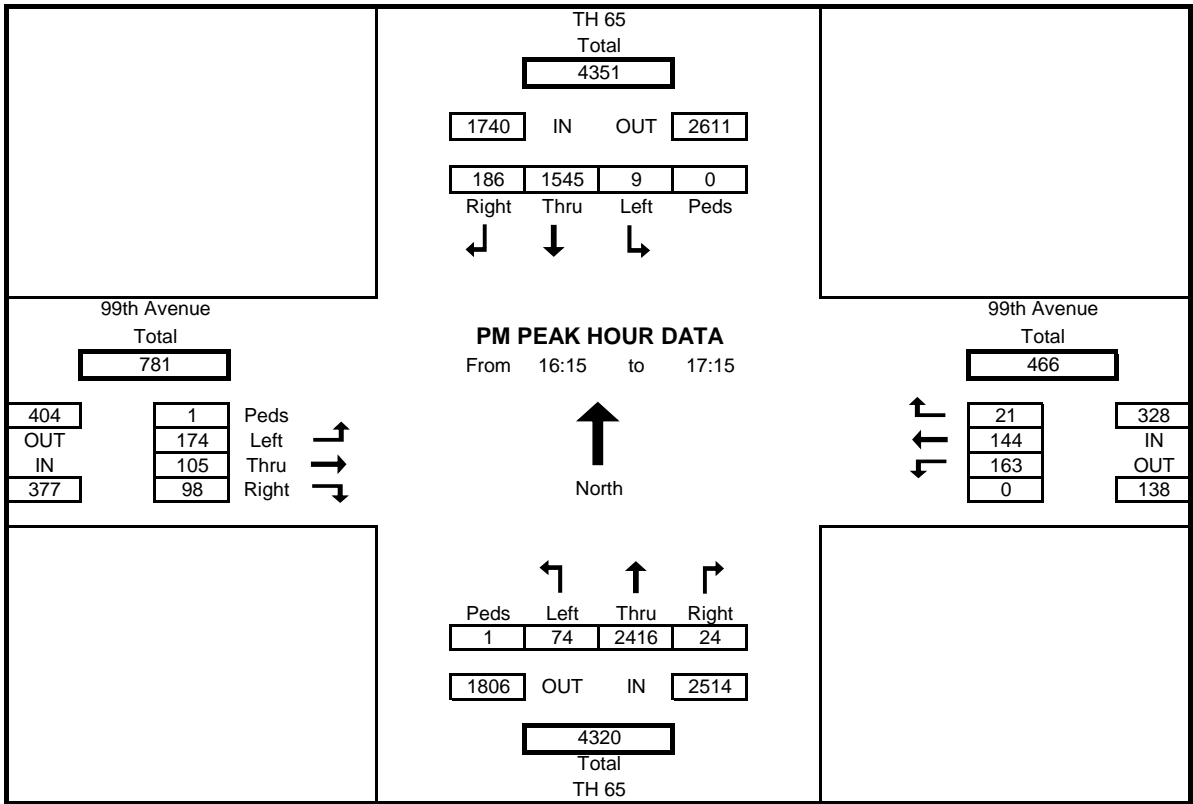 TH 65
Total
4351
1740 IN OUT 2611
186 1545 9 0
Right Thru Left Peds
99th Avenue
Total
781
404
OUT
IN
377
1 Peds
174 Left
105 Thru
98 Right
PM PEAK HOUR DATA
From 16:15 to 17:15
North
99th Avenue
Total
466
21
144
163
0
328
IN
OUT
138
Peds Left Thru Right
1 74 2416 24
1806 OUT IN 2514
4320
Total
TH 65